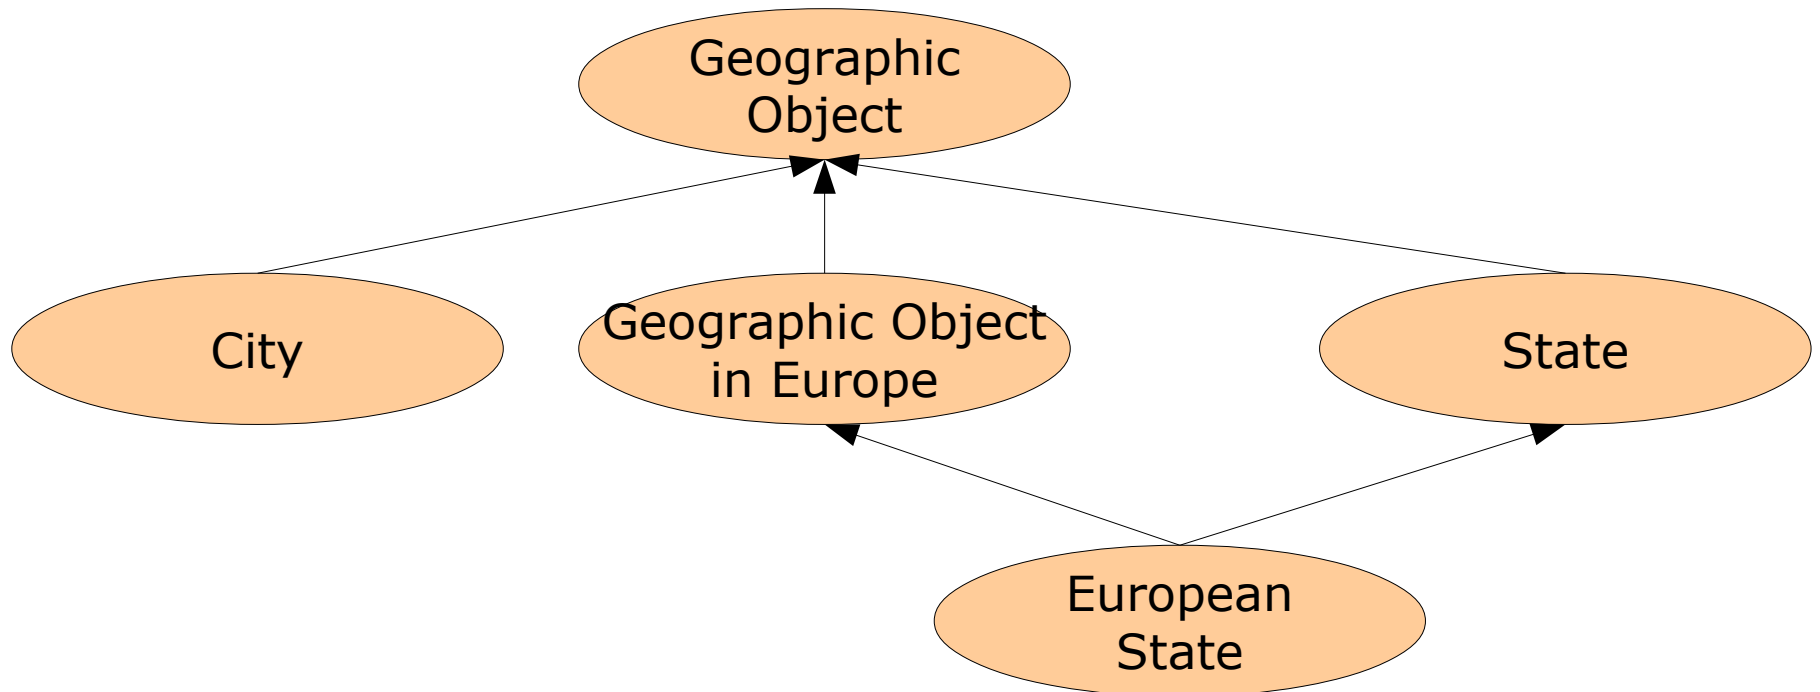 Geographic
Object
City
Geographic Object
in Europe
State
European
State